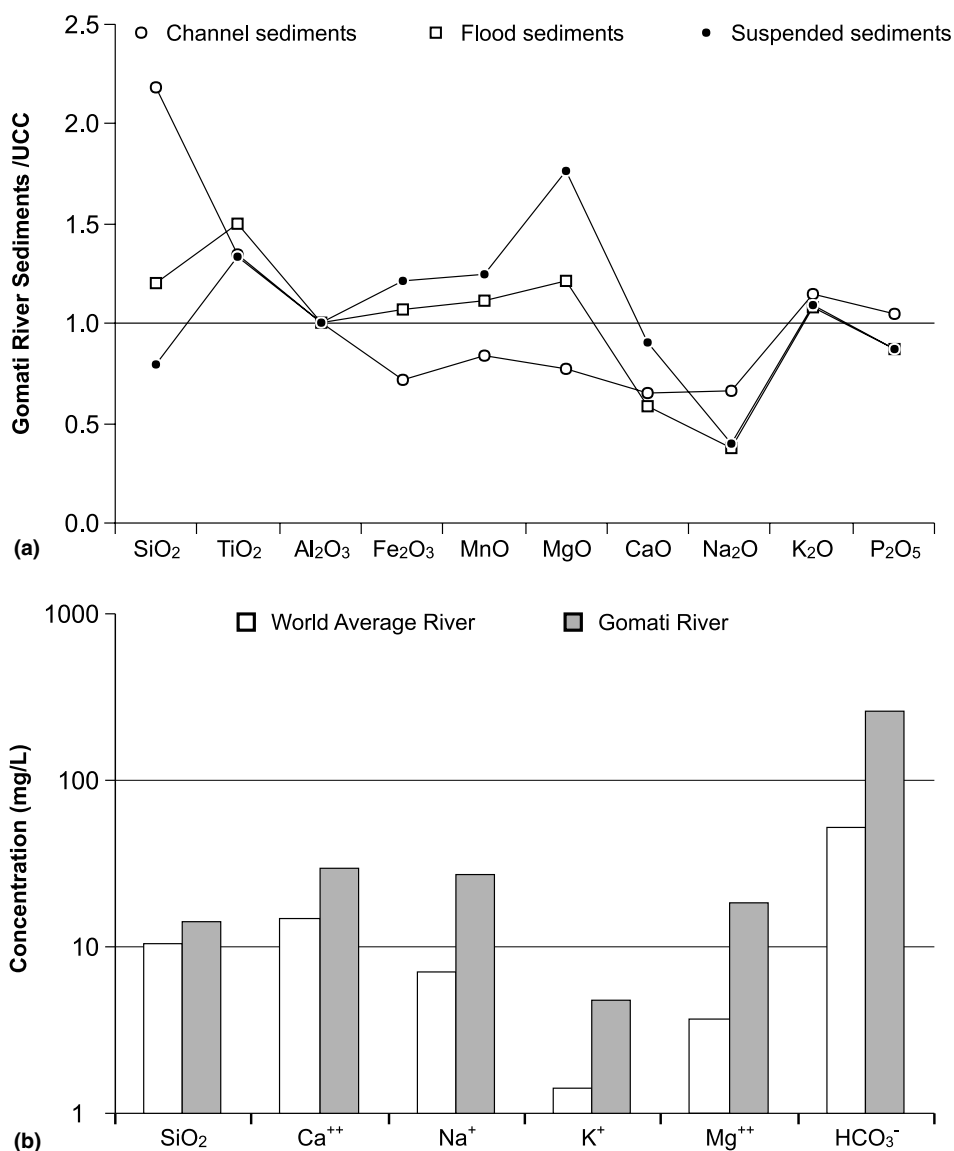 2.5
Channel sediments Flood sediments Suspended sediments
2.0
1.5
1.0
0.5
0.0
Gomati River Sediments /UCC
(a)
SiO₂ TiO₂ Al₂O₃ Fe₂O₃ MnO MgO CaO Na₂O K₂O P₂O₅
1000
World Average River Gomati River
100
10
1
Concentration (mg/L)
(b)
SiO₂ Ca⁺⁺ Na⁺ K⁺ Mg⁺⁺ HCO₃⁻